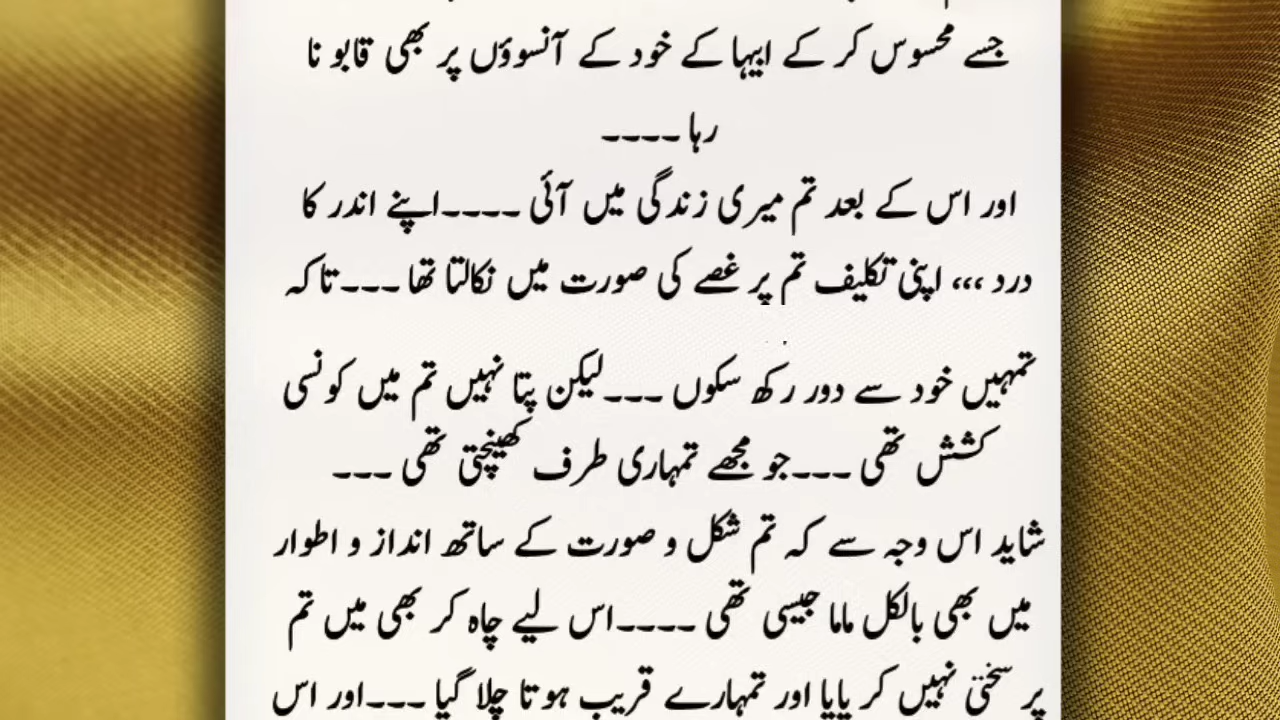 جسے محسوس کر کے ابیہا کے خود کے آنسوؤں پر بھی قابو نا
رہا ----
اور اس کے بعد تم میری زندگی میں آئی ----اپنے اندر کا
درد ،،، اپنی تکلیف تم پر غصے کی صورت میں نکالتا تھا ---تا کہ
تمہیں خود سے دور رکھ سکوں ---لیکن پتا نہیں تم میں کونسی
کشش تھی ---جو مجھے تمہاری طرف کھینچتی تھی ---
شاید اس وجہ سے کہ تم شکل و صورت کے ساتھ انداز و اطوار
میں بھی بالکل ماما جیسی تھی ----اس لیے چاہ کر بھی میں تم
پر سختی نہیں کر پایا اور تمہارے قریب ہوتا چلا گیا ---اور اس